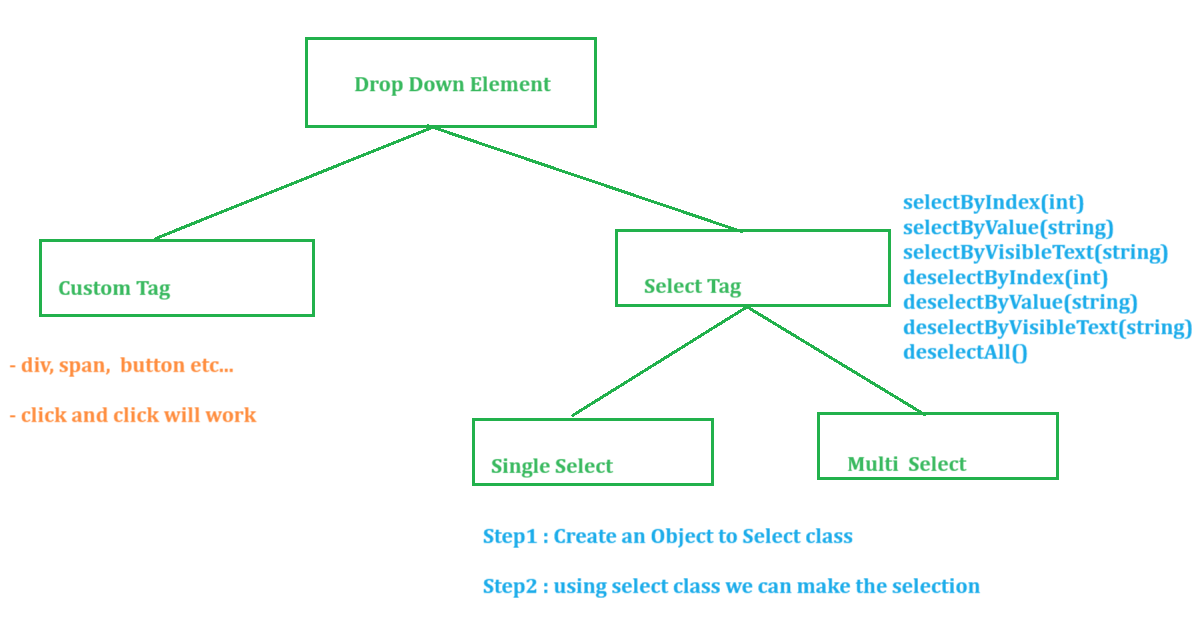 Drop Down Element
Custom Tag
- div, span,  button etc...
- click and click will work
Select Tag
selectByIndex(int)
selectByValue(string)
selectByVisibleText(string)
deselectByIndex(int)
deselectByValue(string)
deselectByVisibleText(string)
deselectAll()
Single Select
Multi  Select
Step1 : Create an Object to Select class
Step2 : using select class we can make the selection